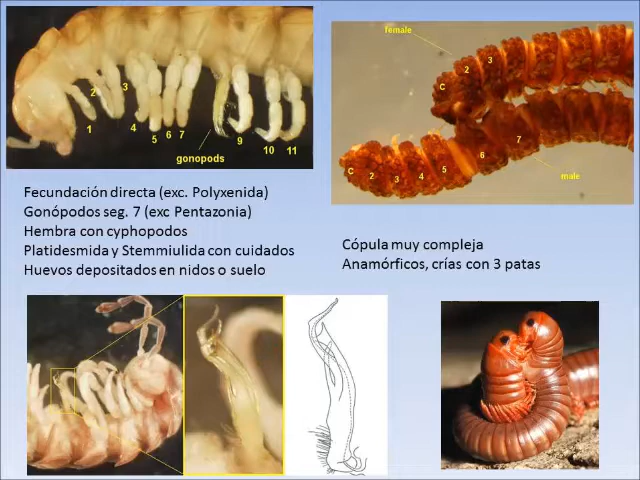 2
3
1
4
5
6
7
gonopods
9
10
11
female
C
2
3
C
2
3
4
5
6
7
male
Fecundación directa (exc. Polyxenida)
Gonópodos seg. 7 (exc Pentazonia)
Hembra con cyphopodos
Platidesmida y Stemmiulida con cuidados
Huevos depositados en nidos o suelo
Cópula muy compleja
Anamórficos, crías con 3 patas